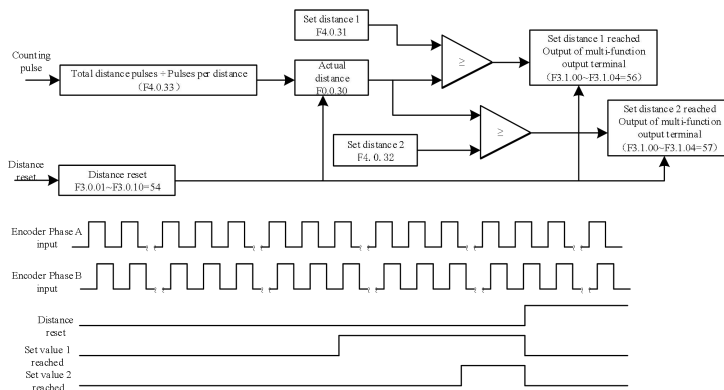 Set distance 1
F4.0.31
Counting
pulse
Total distance pulses ÷ Pulses per distance
（F4.0.33）
Actual
distance
F0.0.30
≥
Set distance 1 reached
Output of multi-function
output terminal
（F3.1.00~F3.1.04=56）
Set distance 2
F4. 0. 32
≥
Set distance 2 reached
Output of multi-function
output terminal
（F3.1.00~F3.1.04=57）
Distance
reset
Distance reset
F3.0.01~F3.0.10=54
Encoder Phase A
input
Encoder Phase B
input
Distance
reset
Set value 1
reached
Set value 2
reached